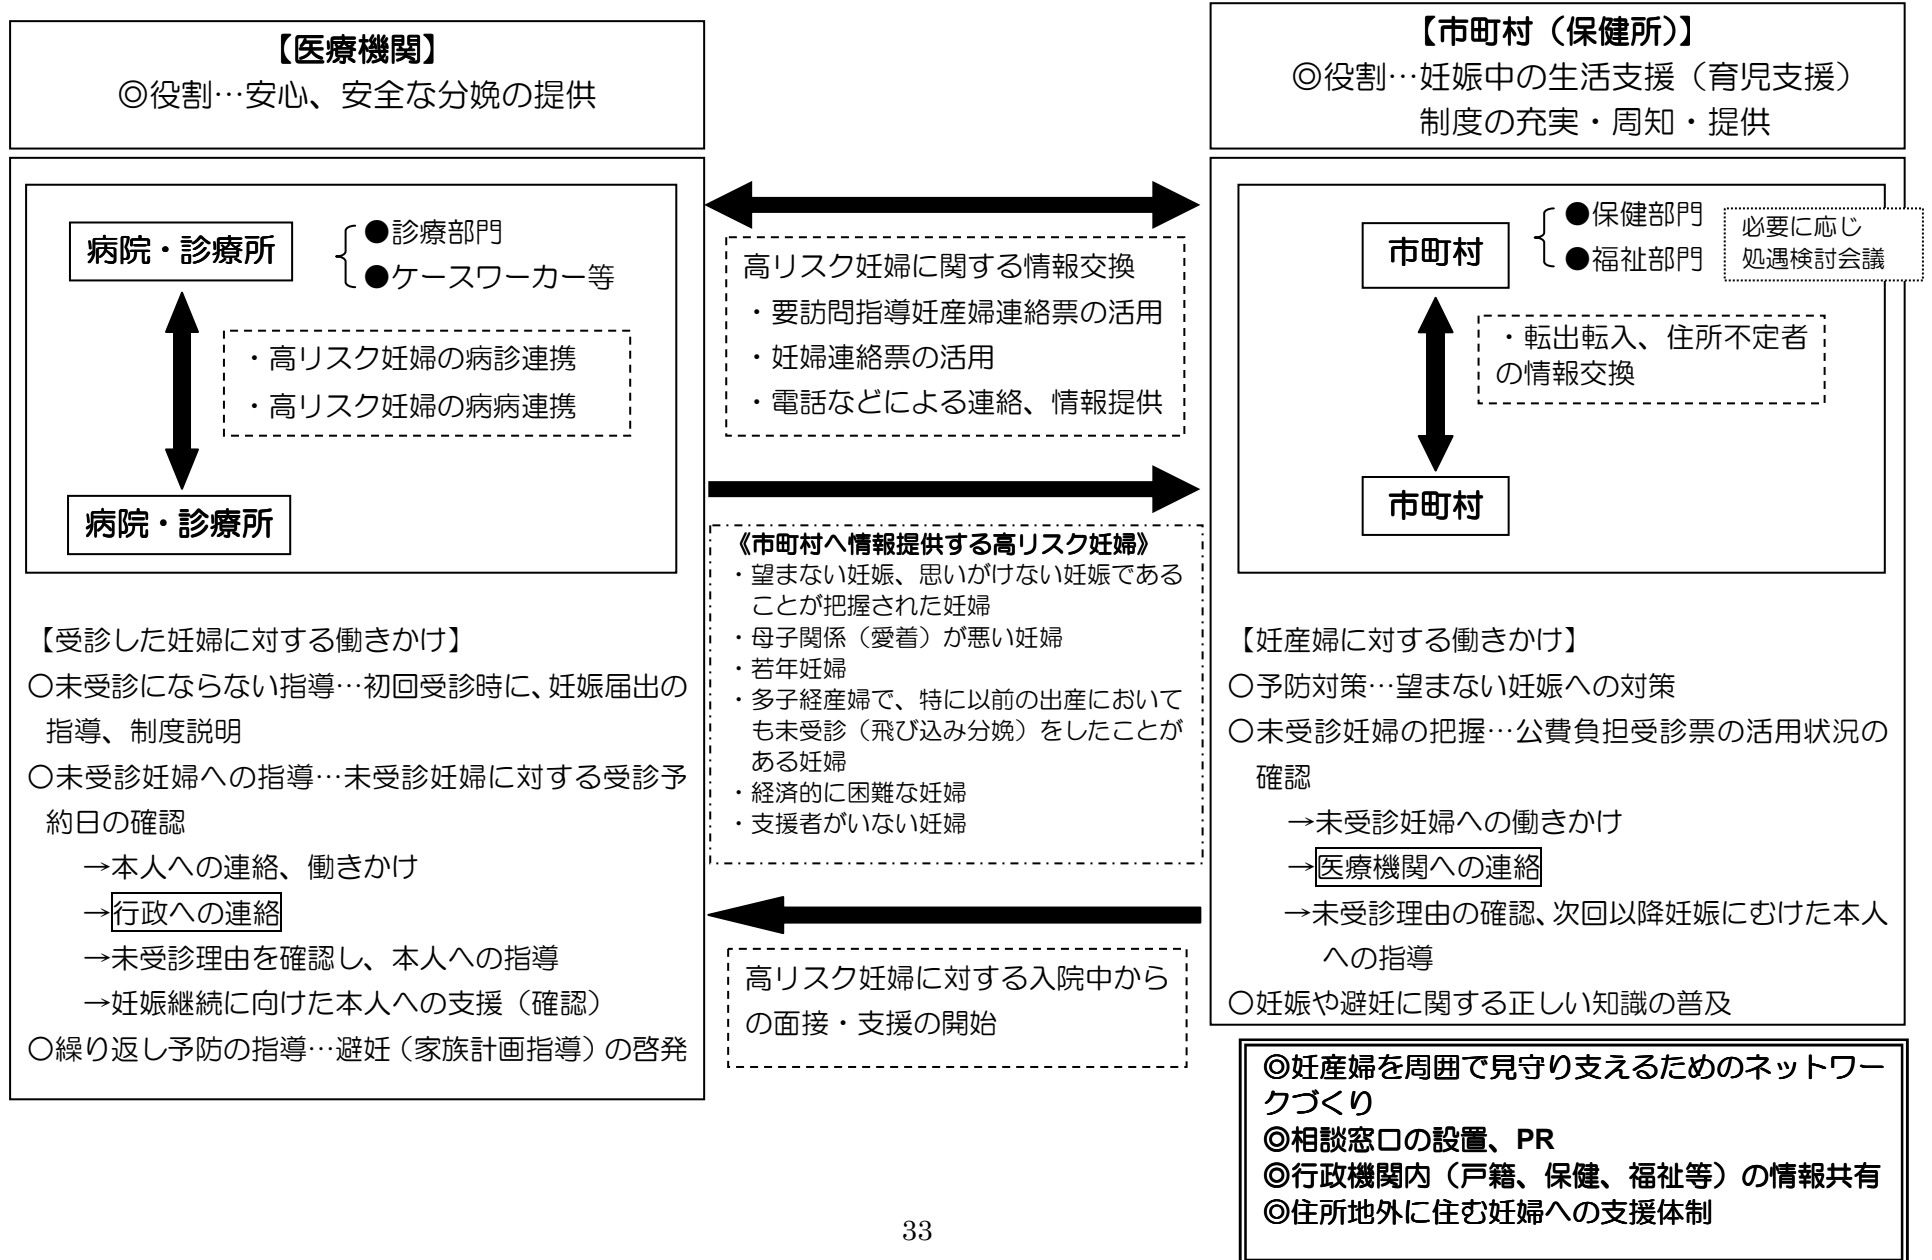 【医療機関】
◎役割…安心、安全な分娩の提供
病院・診療所
●診療部門
●ケースワーカー等
・高リスク妊婦の病診連携
・高リスク妊婦の病病連携
病院・診療所
【受診した妊婦に対する働きかけ】
○未受診にならない指導…初回受診時に、妊娠届出の
指導、制度説明
○未受診妊婦への指導…未受診妊婦に対する受診予
約日の確認
→本人への連絡、働きかけ
→行政への連絡
→未受診理由を確認し、本人への指導
→妊娠継続に向けた本人への支援（確認）
○繰り返し予防の指導…避妊（家族計画指導）の啓発
高リスク妊婦に関する情報交換
・要訪問指導妊産婦連絡票の活用
・妊婦連絡票の活用
・電話などによる連絡、情報提供
《市町村へ情報提供する高リスク妊婦》
・望まない妊娠、思いがけない妊娠である
ことが把握された妊婦
・母子関係（愛着）が悪い妊婦
・若年妊婦
・多子経産婦で、特に以前の出産において
も未受診（飛び込み分娩）をしたことが
ある妊婦
・経済的に困難な妊婦
・支援者がいない妊婦
高リスク妊婦に対する入院中から
の面接・支援の開始
【市町村（保健所）】
◎役割…妊娠中の生活支援（育児支援）
制度の充実・周知・提供
市町村
●保健部門
●福祉部門
必要に応じ
処遇検討会議
・転出転入、住所不定者
の情報交換
市町村
【妊産婦に対する働きかけ】
○予防対策…望まない妊娠への対策
○未受診妊婦の把握…公費負担受診票の活用状況の
確認
→未受診妊婦への働きかけ
→医療機関への連絡
→未受診理由の確認、次回以降妊娠にむけた本人
への指導
○妊娠や避妊に関する正しい知識の普及
◎妊産婦を周囲で見守り支えるためのネットワー
クづくり
◎相談窓口の設置、PR
◎行政機関内（戸籍、保健、福祉等）の情報共有
◎住所地外に住む妊婦への支援体制
33